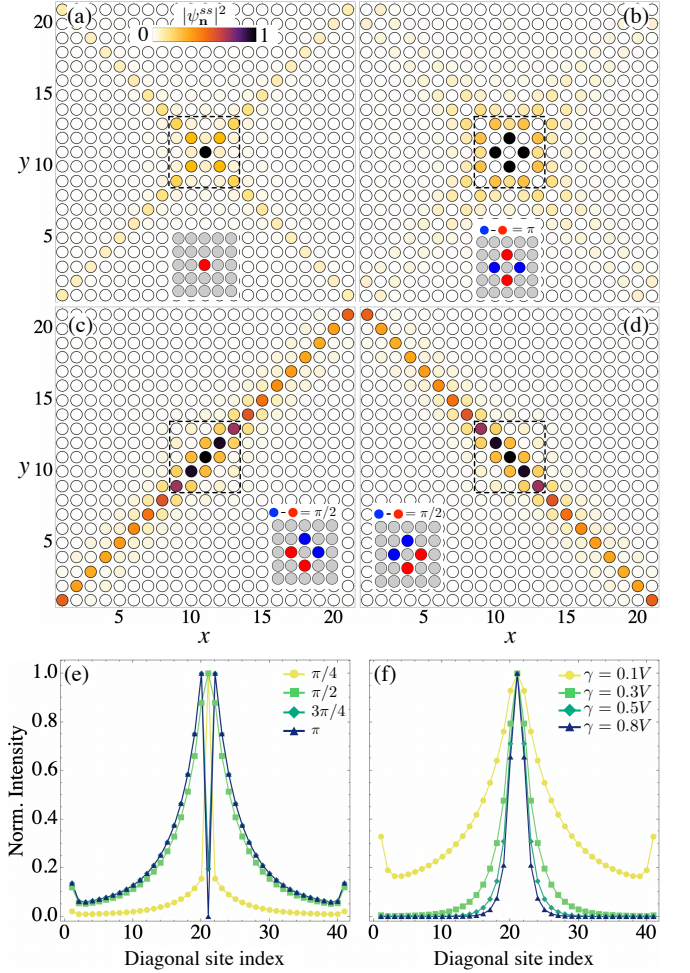 (a)
0 |ψ_n^{ss}|² 1
(b)
20
15
y 10
5
= π
(c)
(d)
20
15
y 10
5
= π/2
= π/2
5 10 15 20
5 10 15 20
x
x
(e)
π/4
π/2
3π/4
π
1.0
0.8
0.6
0.4
0.2
0.0
Norm. Intensity
0 10 20 30 40
Diagonal site index
(f)
γ = 0.1V
γ = 0.3V
γ = 0.5V
γ = 0.8V
0 10 20 30 40
Diagonal site index